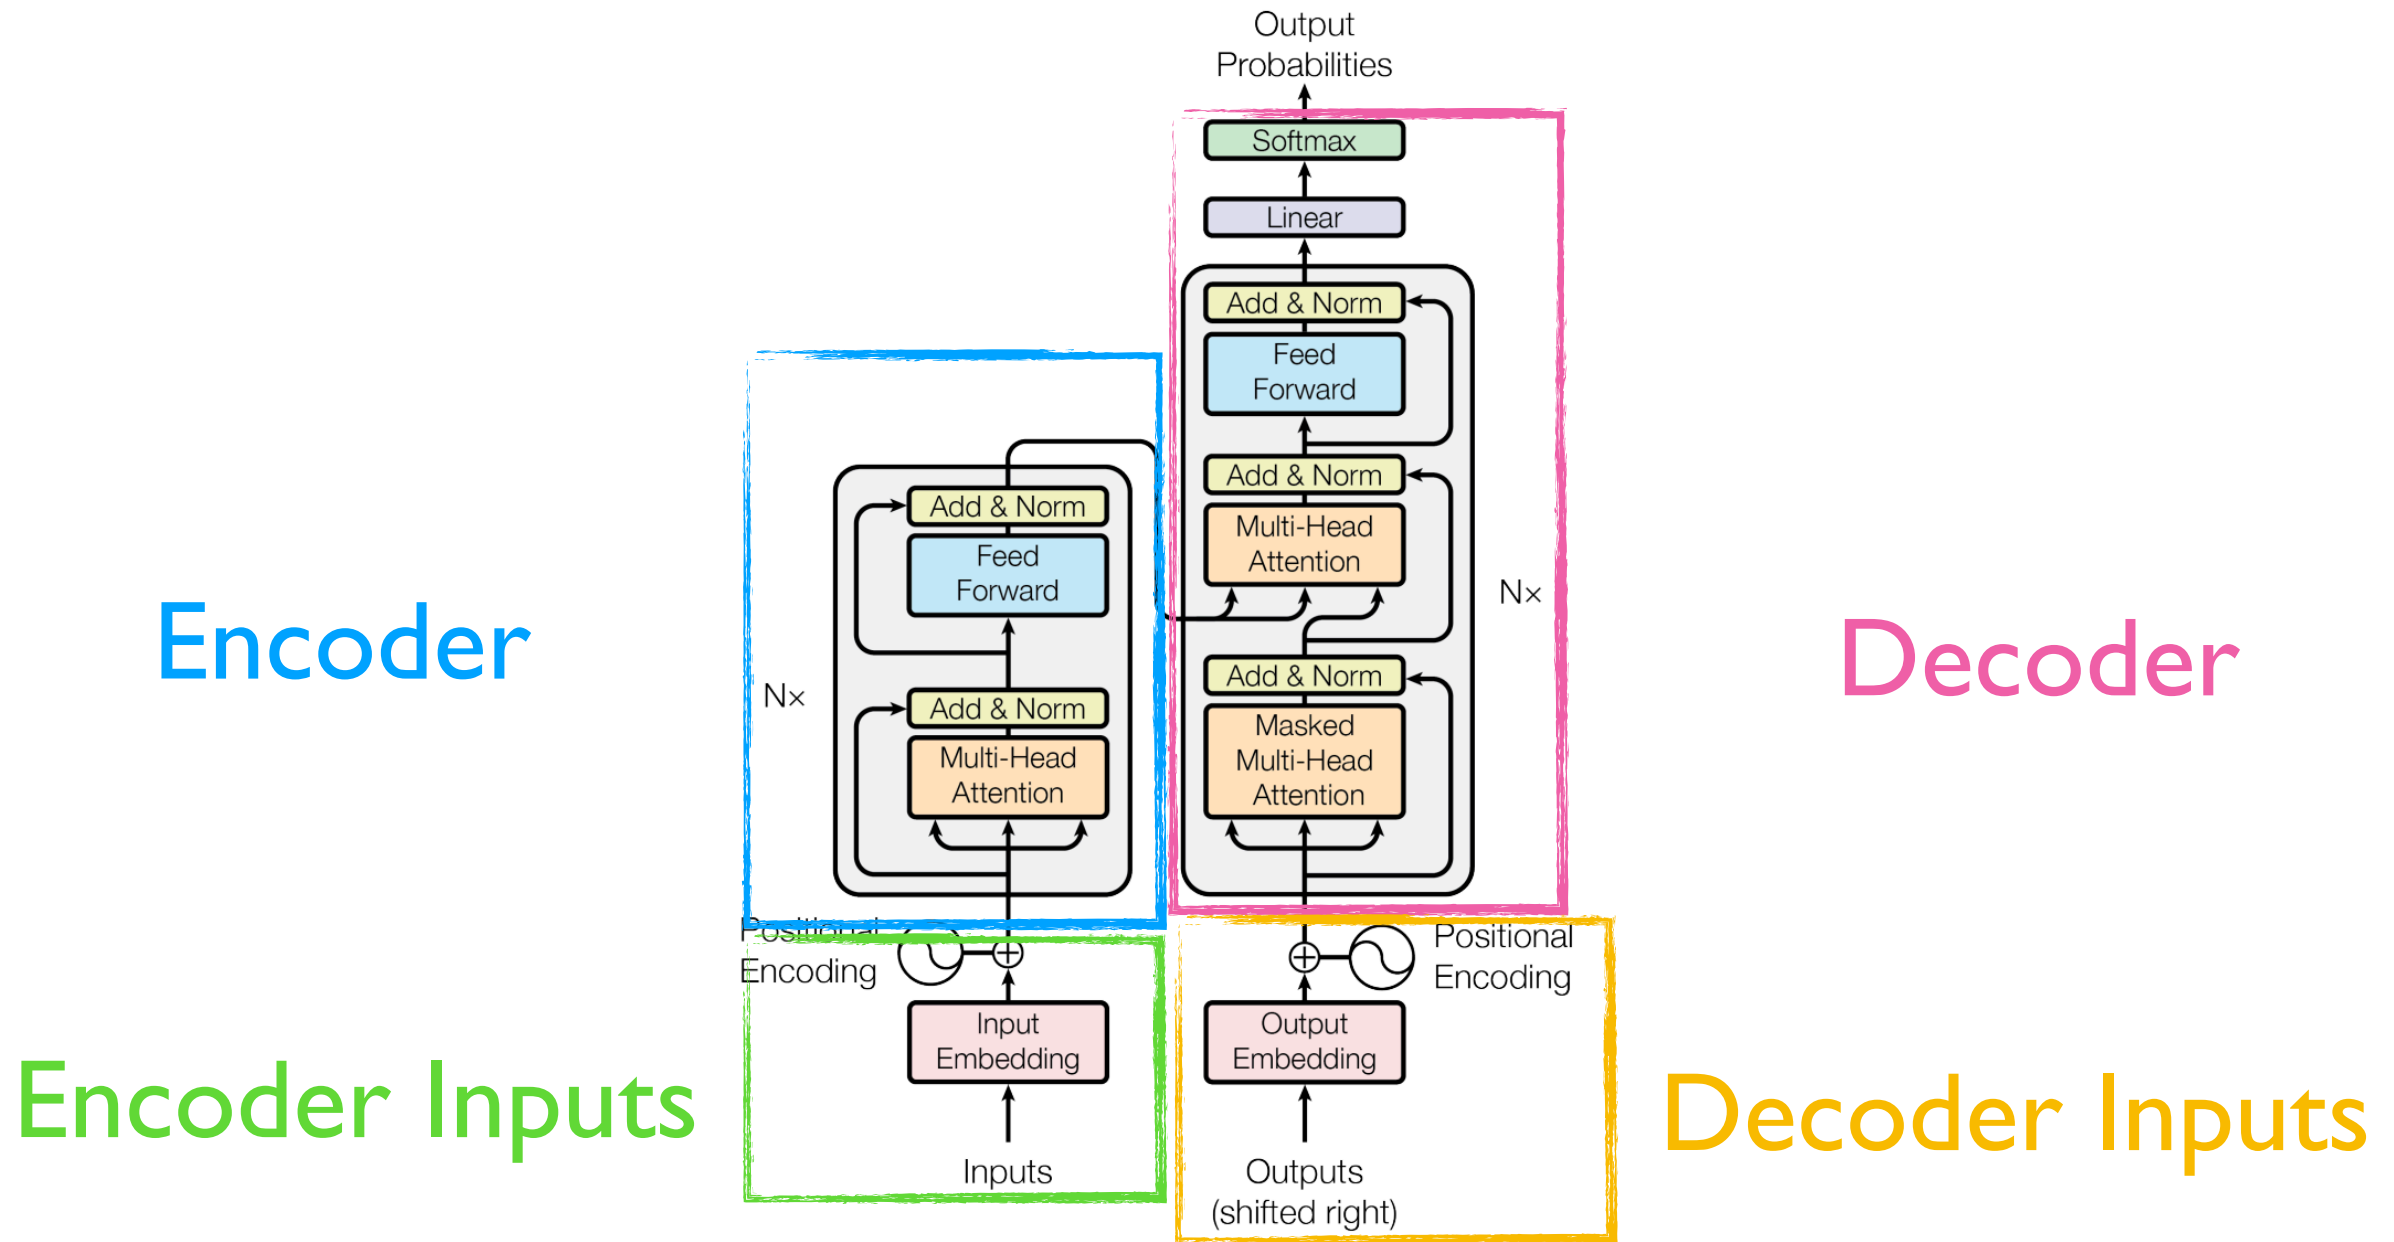 Output
Probabilities
Softmax
Linear
Add & Norm
Feed
Forward
Add & Norm
Multi-Head
Attention
Nx
Add & Norm
Masked
Multi-Head
Attention
Decoder
Encoder
Add & Norm
Feed
Forward
Nx
Add & Norm
Multi-Head
Attention
Positional
Encoding
Input
Embedding
Inputs
Encoder Inputs
Positional
Encoding
Output
Embedding
Outputs
(shifted right)
Decoder Inputs